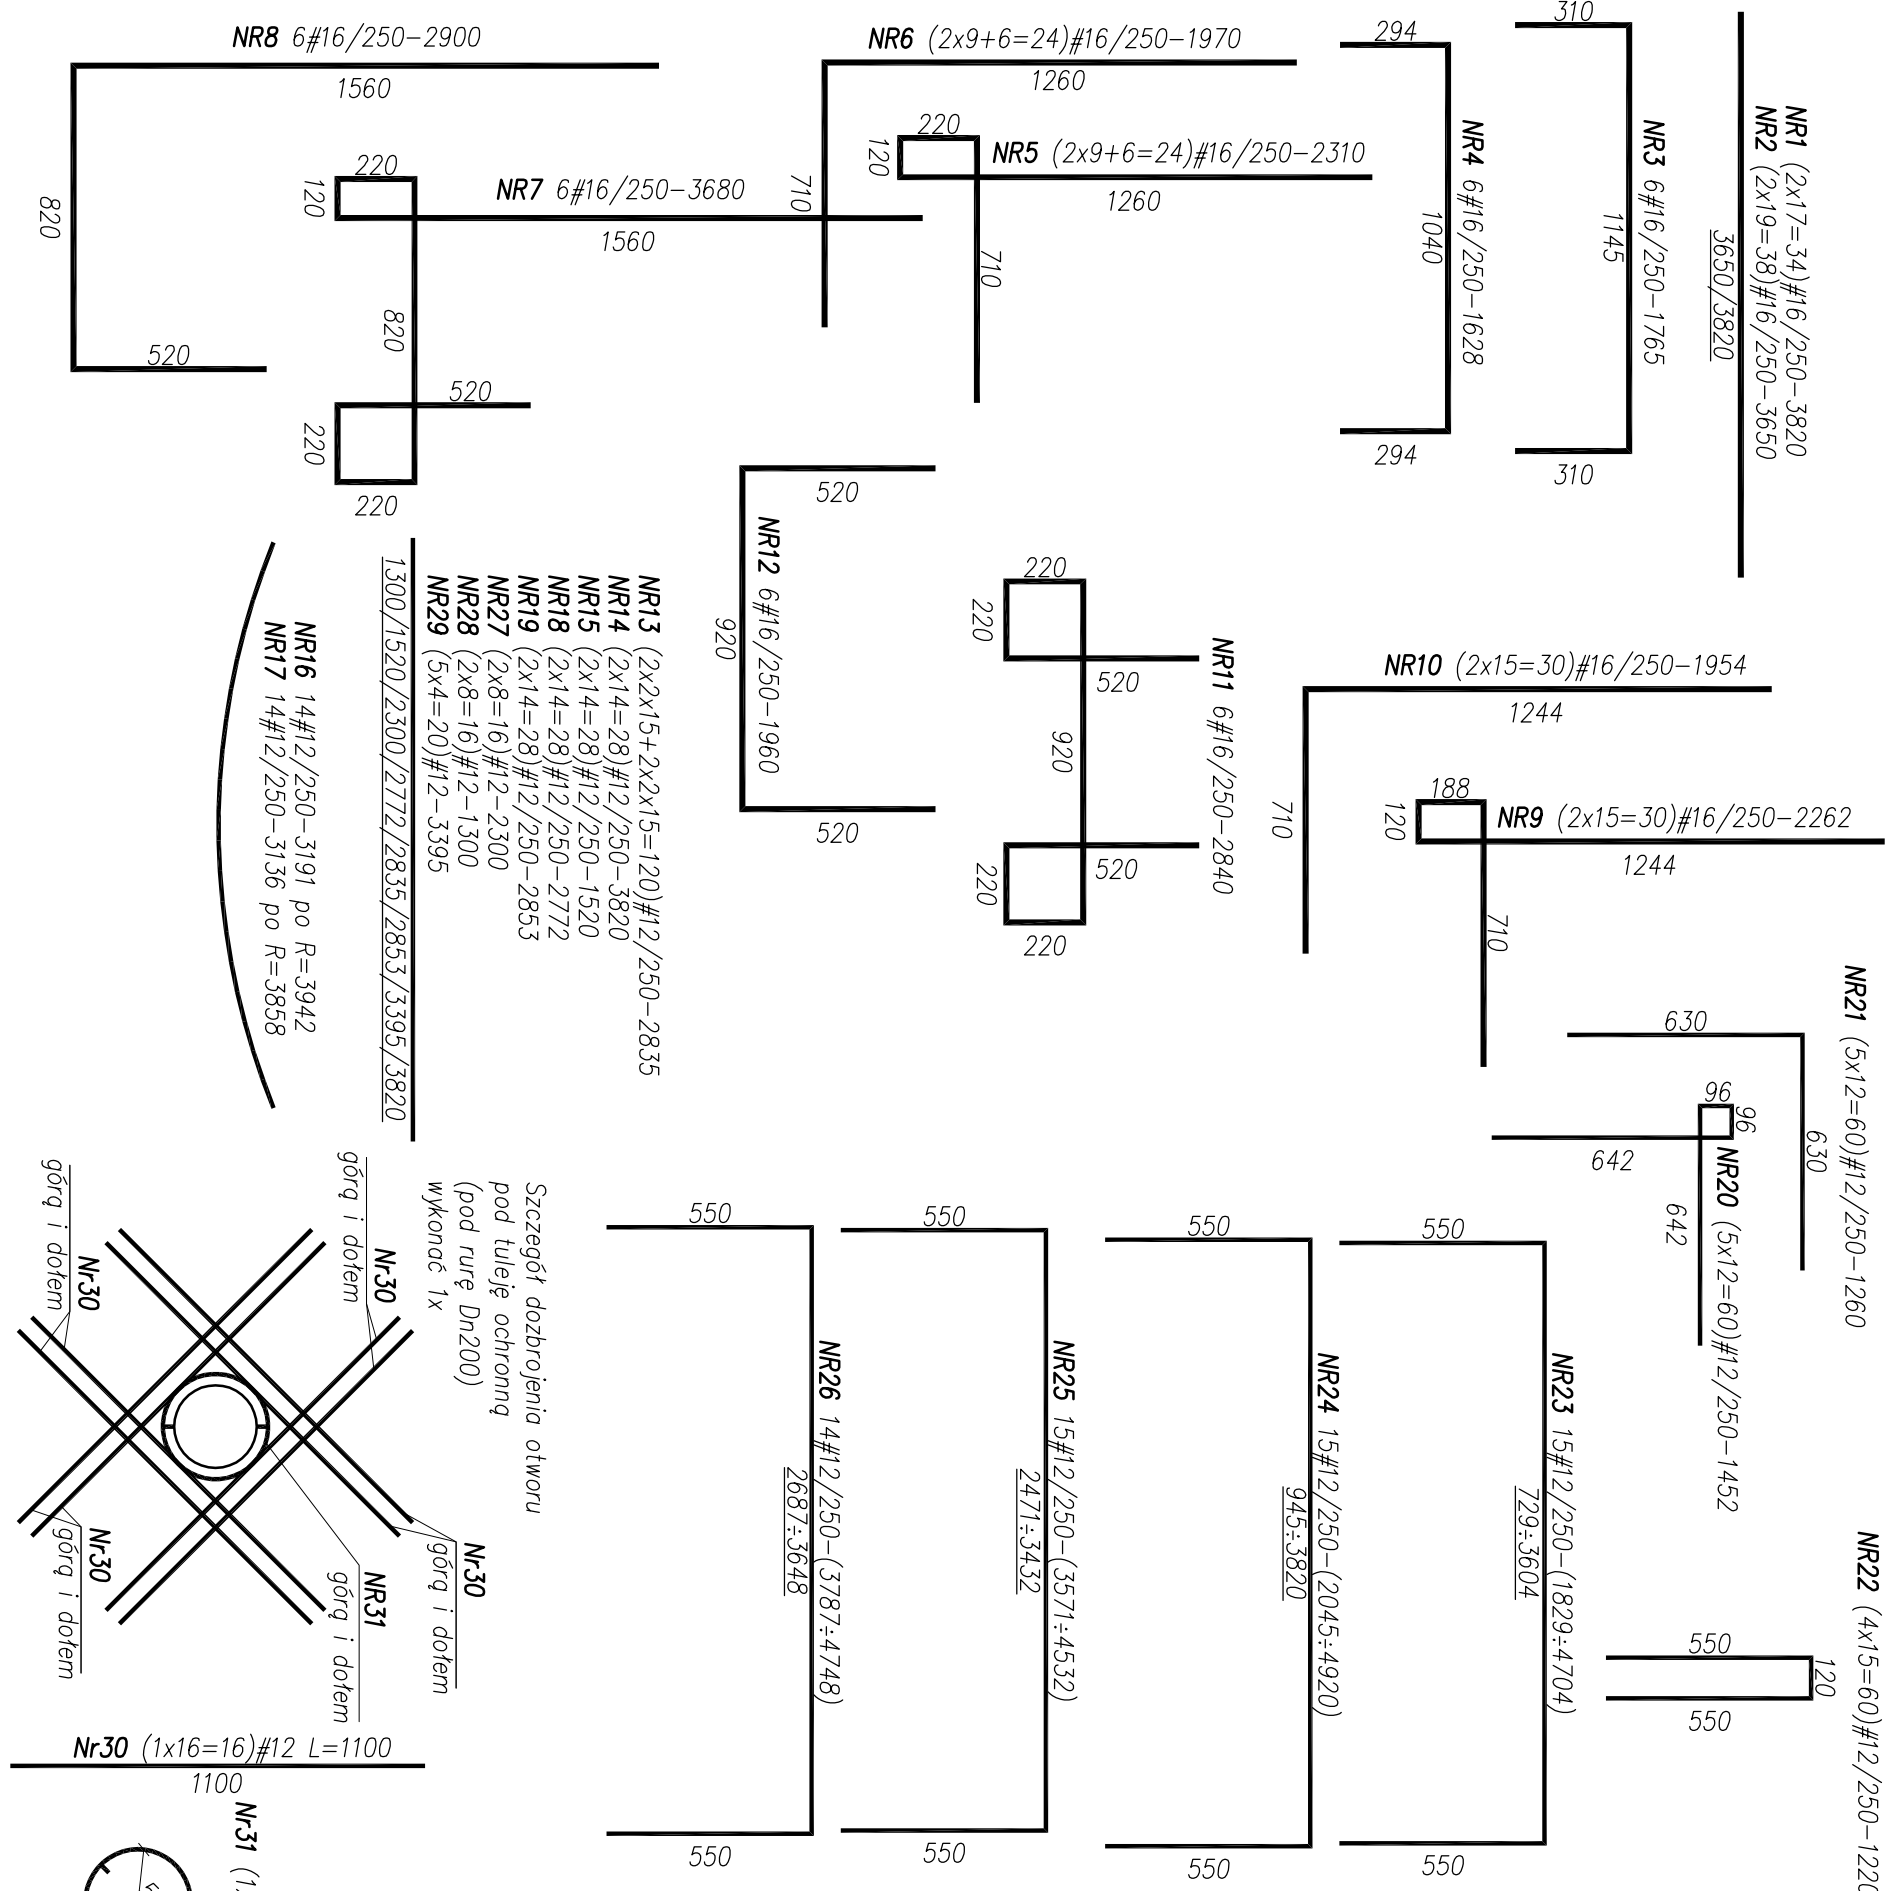 NR8 6#16/250-2900
1560
820
520
220
120
NR7 6#16/250-3680
1560
820
520
220
220
NR6 (2x9+6=24)#16/250-1970
1260
710
220
120
NR5 (2x9+6=24)#16/250-2310
1260
710
294
NR4 6#16/250-1628
1040
294
310
NR3 6#16/250-1765
1145
310
NR1 (2x17=34)#16/250-3820
NR2 (2x19=38)#16/250-3650
3650/3820
520
NR12 6#16/250-1960
920
520
220
220
NR11 6#16/250-2840
520
920
520
220
220
NR10 (2x15=30)#16/250-1954
1244
710
188
120
NR9 (2x15=30)#16/250-2262
1244
710
NR13 (2x2x15+2x2x15=120)#12/250-2835
NR14 (2x14=28)#12/250-3820
NR15 (2x14=28)#12/250-1520
NR18 (2x14=28)#12/250-2772
NR19 (2x14=28)#12/250-2853
NR27 (2x8=16)#12-2300
NR28 (2x8=16)#12-1300
NR29 (5x4=20)#12-3395
1300/1520/2300/2772/2835/2853/3395/3820
NR16 14#12/250-3191 po R=3942
NR17 14#12/250-3136 po R=3858
NR21 (5x12=60)#12/250-1260
630
630
96
96
NR20 (5x12=60)#12/250-1452
642
642
NR22 (4x15=60)#12/250-1220
550
120
550
550
NR23 15#12/250-(1829÷4704)
729÷3604
550
550
NR24 15#12/250-(2045÷4920)
945÷3820
550
550
NR25 15#12/250-(3571÷4532)
2471÷3432
550
550
NR26 14#12/250-(3787÷4748)
2687÷3648
550
Szczegół dozbrojenia otworu
pod tuleję ochronną
(pod rurę Dn200)
wykonać 1x
Nr30
górą i dołem
Nr30
górą i dołem
Nr30
górą i dołem
NR31
górą i dołem
Nr30
górą i dołem
Nr30 (1x16=16)#12 L=1100
1100
Nr31